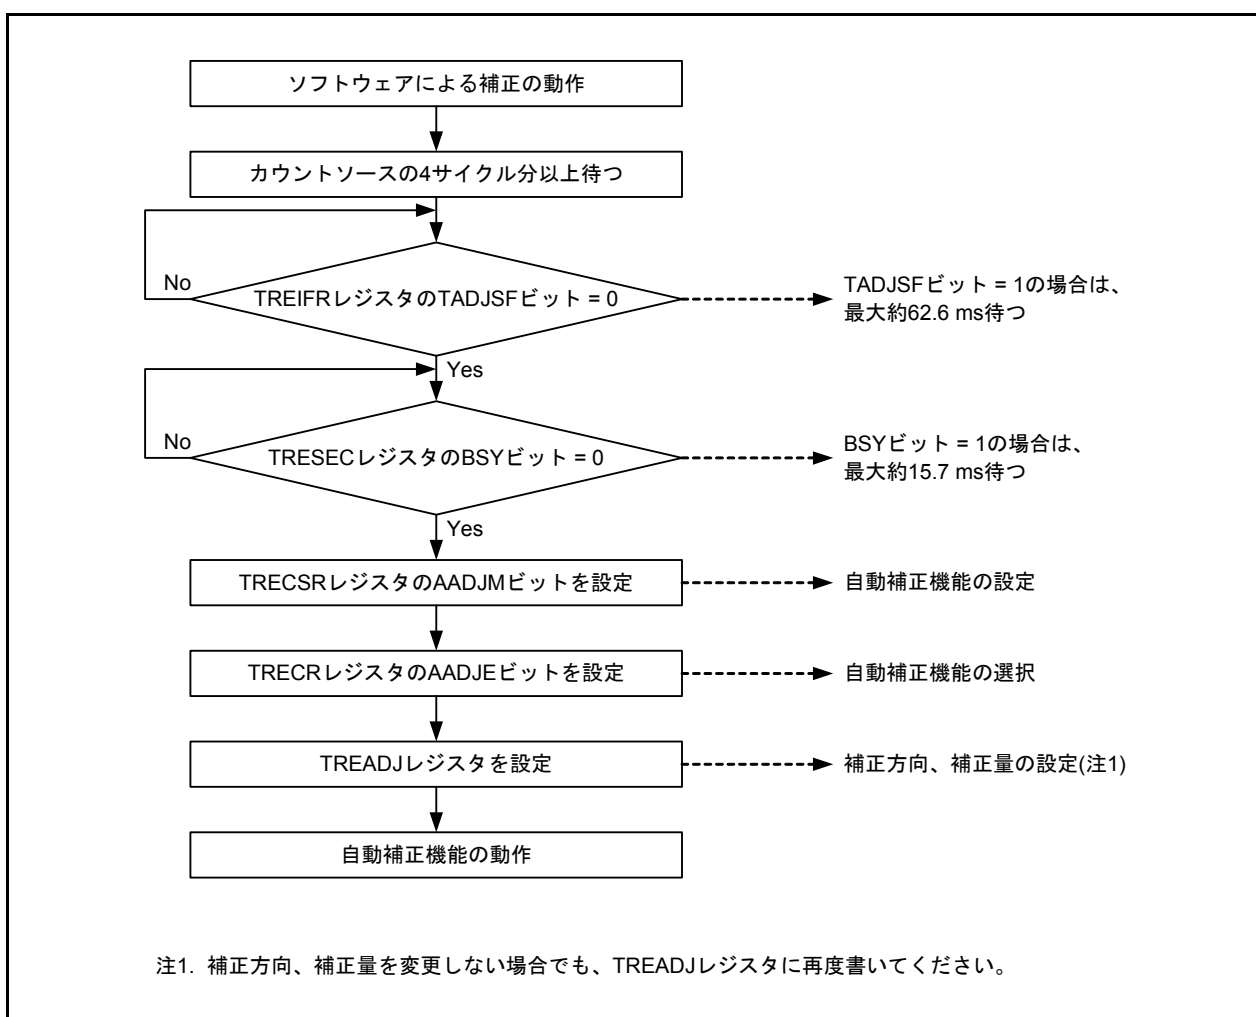 ソフトウェアによる補正の動作
カウントソースの4サイクル分以上待つ
No
TREIFRレジスタのTADJSFビット = 0
TADJSFビット = 1の場合は、
最大約62.6 ms待つ
Yes
No
TRESECレジスタのBSYビット = 0
BSYビット = 1の場合は、
最大約15.7 ms待つ
Yes
TRECSRレジスタのAADJMビットを設定
自動補正機能の設定
TRECRレジスタのAADJEビットを設定
自動補正機能の選択
TREADJレジスタを設定
補正方向、補正量の設定(注1)
自動補正機能の動作
注1. 補正方向、補正量を変更しない場合でも、TREADJレジスタに再度書いてください。